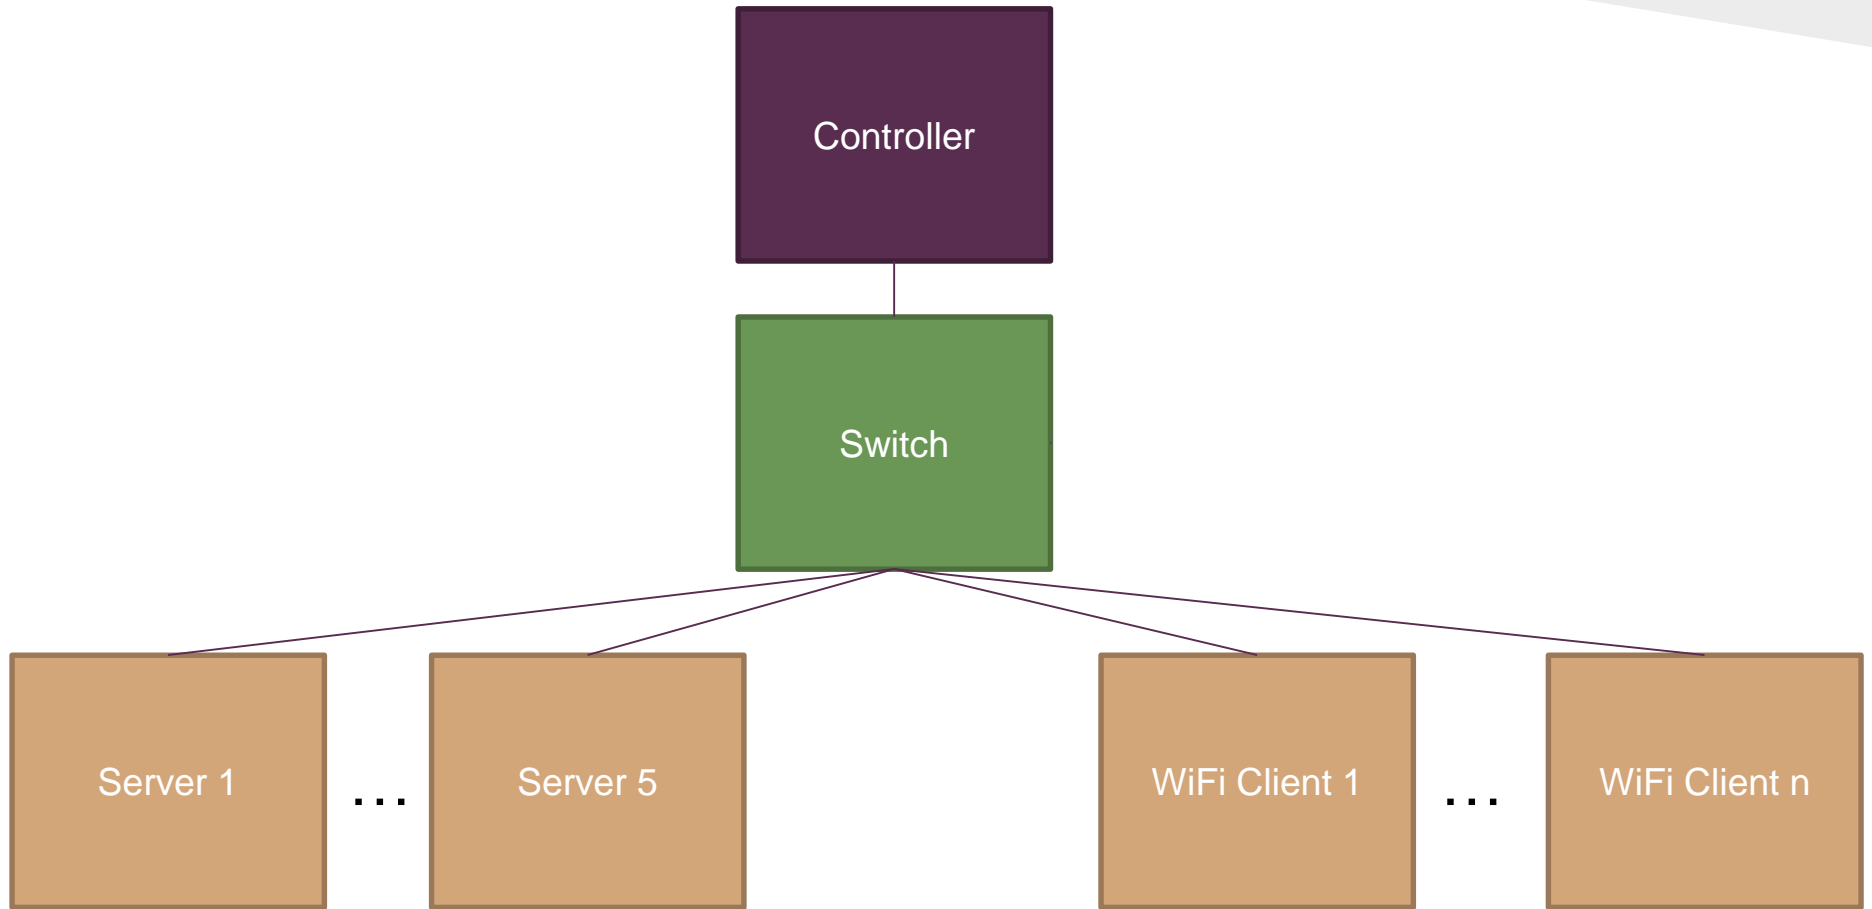 Controller
Switch
Server 1
...
Server 5
WiFi Client 1
...
WiFi Client n